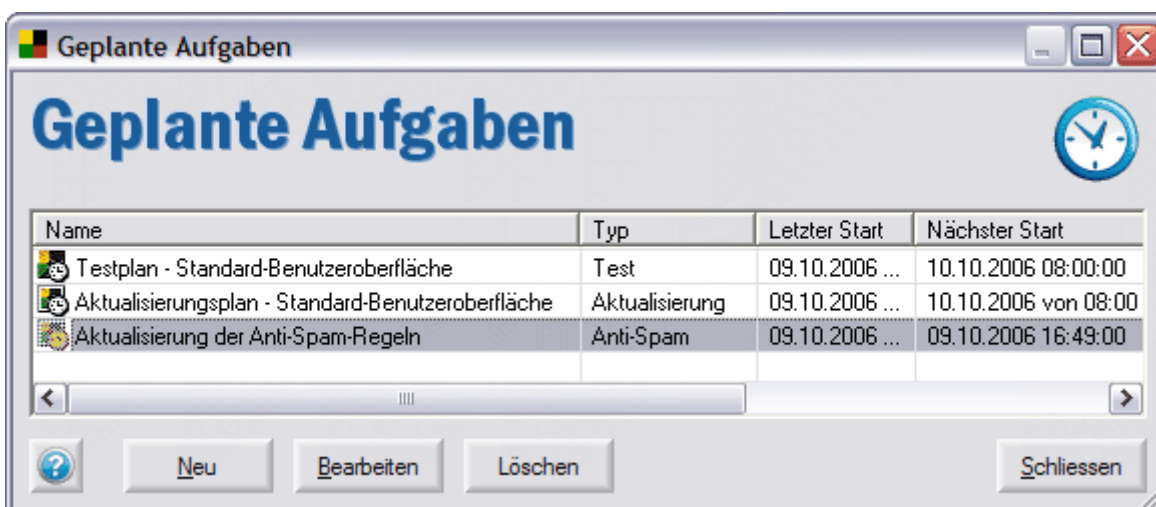 Geplante Aufgaben
Geplante Aufgaben
Name Typ Letzter Start Nächster Start
Testplan - Standard-Benutzeroberfläche Test 09.10.2006 ... 10.10.2006 08:00:00
Aktualisierungsplan - Standard-Benutzeroberfläche Aktualisierung 09.10.2006 ... 10.10.2006 von 08:00
Aktualisierung der Anti-Spam-Regeln Anti-Spam 09.10.2006 ... 09.10.2006 16:49:00
? Neu Bearbeiten Löschen Schliessen